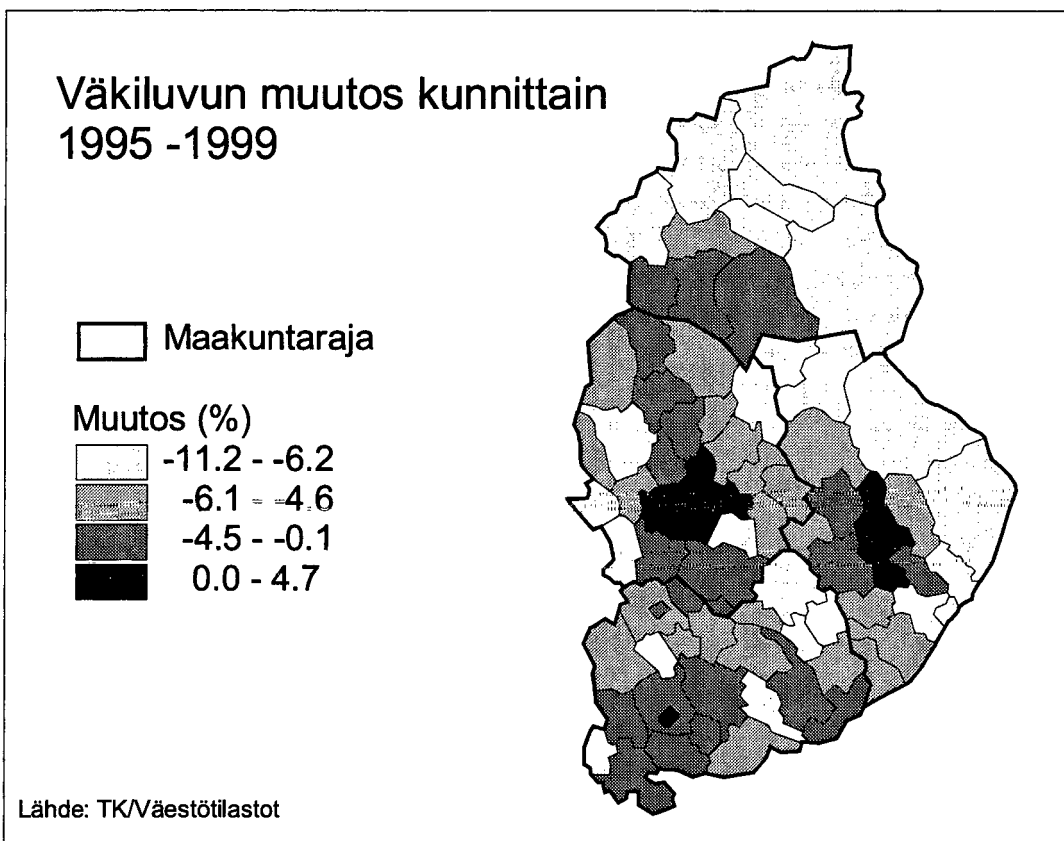 Väkiluvun muutos kunnittain
1995 -1999
Maakuntaraja
Muutos (%)
-11.2 - -6.2
-6.1 - -4.6
-4.5 - -0.1
0.0 - 4.7
Lähde: TK/Väestötilastot